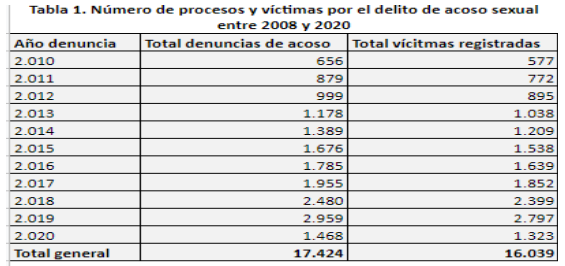 Tabla 1. Número de procesos y víctimas por el delito de acoso sexual
entre 2008 y 2020
Año denuncia Total denuncias de acoso Total vícitmas registradas
2.010 656 577
2.011 879 772
2.012 999 895
2.013 1.178 1.038
2.014 1.389 1.209
2.015 1.676 1.538
2.016 1.785 1.639
2.017 1.955 1.852
2.018 2.480 2.399
2.019 2.959 2.797
2.020 1.468 1.323
Total general 17.424 16.039